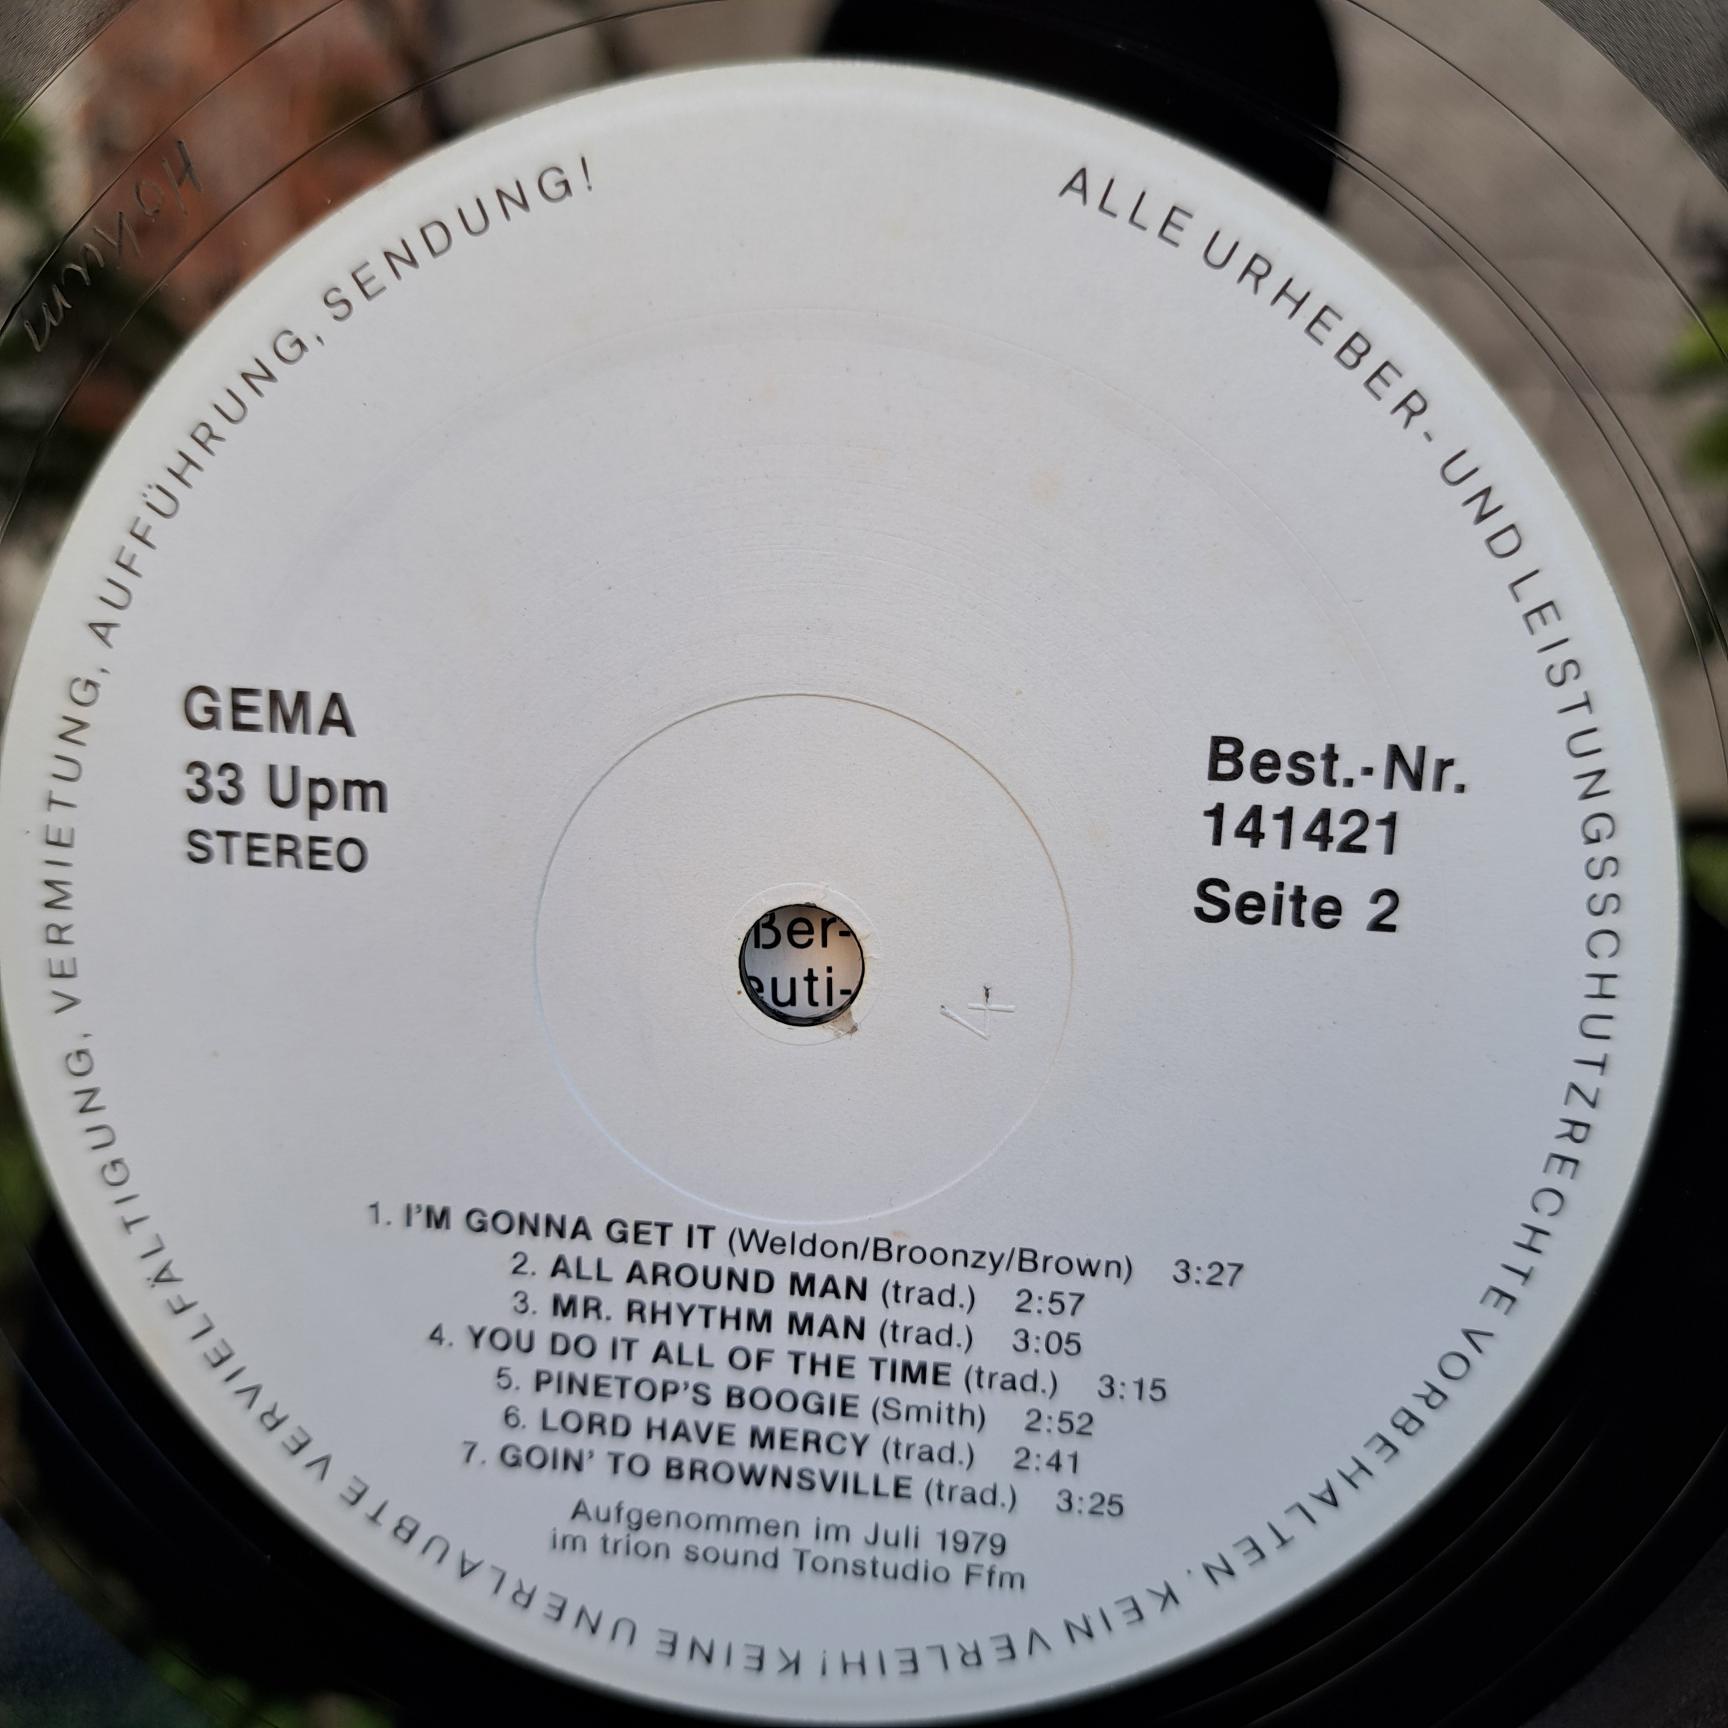 ALLE URHEBER- UND LEISTUNGSSCHUTZRECHTE VORBEHALTEN. KEIN VERLEIH! KEINE UNERLAUBTE VERVIELFÄLTIGUNG, VERMIETUNG, AUFFÜHRUNG, SENDUNG!
GEMA
33 Upm
STEREO
Best.-Nr.
141421
Seite 2
ßer-
euti-
4
1. I'M GONNA GET IT (Weldon/Broonzy/Brown) 3:27
2. ALL AROUND MAN (trad.) 2:57
3. MR. RHYTHM MAN (trad.) 3:05
4. YOU DO IT ALL OF THE TIME (trad.) 3:15
5. PINETOP'S BOOGIE (Smith) 2:52
6. LORD HAVE MERCY (trad.) 2:41
7. GOIN' TO BROWNSVILLE (trad.) 3:25
Aufgenommen im Juli 1979
im trion sound Tonstudio Ffm